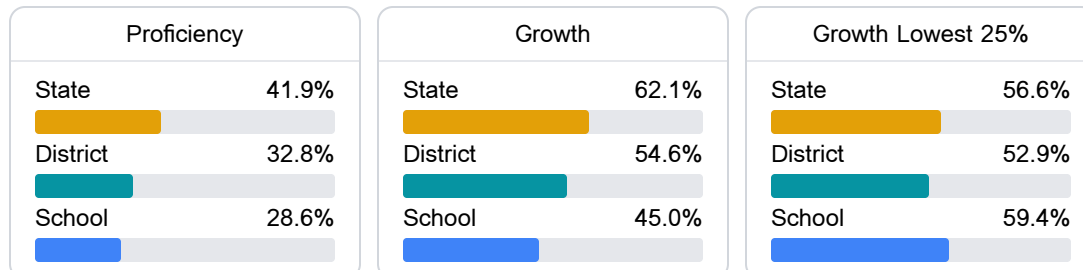 Proficiency
State 41.9%
District 32.8%
School 28.6%
Growth
State 62.1%
District 54.6%
School 45.0%
Growth Lowest 25%
State 56.6%
District 52.9%
School 59.4%